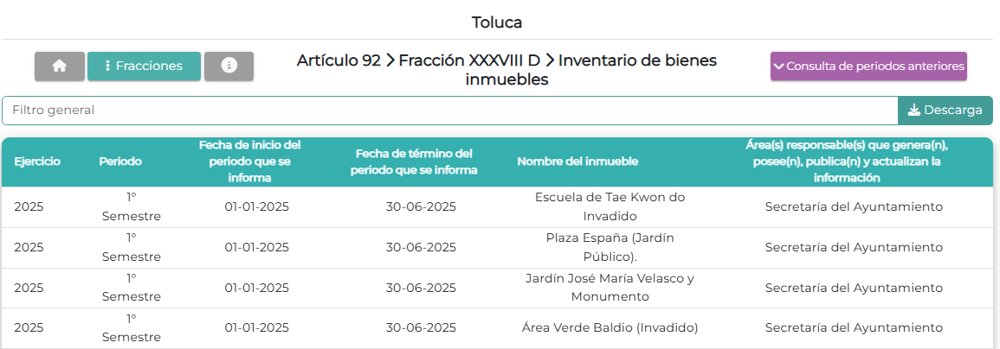 Toluca
Fracciones
Artículo 92 > Fracción XXXVIII D > Inventario de bienes
inmuebles
Consulta de periodos anteriores
Filtro general
Descarga
Ejercicio
Periodo
Fecha de inicio del
periodo que se
informa
Fecha de término del
periodo que se informa
Nombre del inmueble
Área(s) responsable(s) que genera(n),
posee(n), publica(n) y actualizan la
información
2025
1°
Semestre
01-01-2025
30-06-2025
Escuela de Tae Kwon do
Invadido
Secretaría del Ayuntamiento
2025
1°
Semestre
01-01-2025
30-06-2025
Plaza España (Jardín
Público).
Secretaría del Ayuntamiento
2025
1°
Semestre
01-01-2025
30-06-2025
Jardín José María Velasco y
Monumento
Secretaría del Ayuntamiento
2025
1°
Semestre
01-01-2025
30-06-2025
Área Verde Baldio (Invadido)
Secretaría del Ayuntamiento